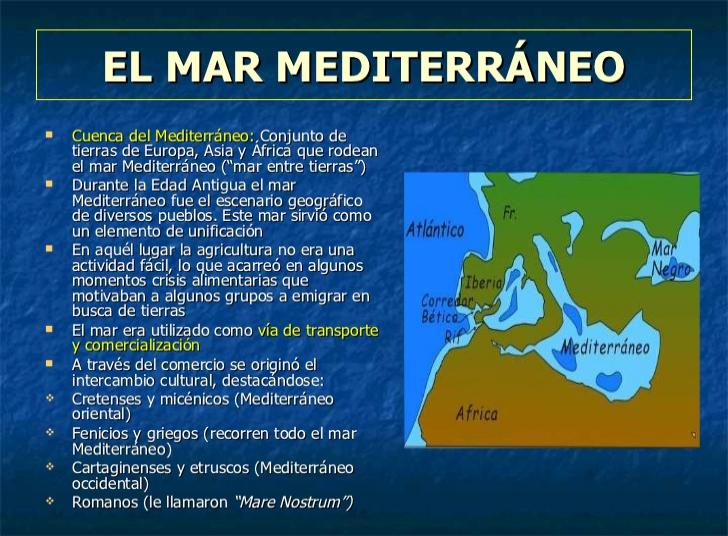 EL MAR MEDITERRÁNEO
Cuenca del Mediterráneo: Conjunto de
tierras de Europa, Asia y África que rodean
el mar Mediterráneo (“mar entre tierras”)
Durante la Edad Antigua el mar
Mediterráneo fue el escenario geográfico
de diversos pueblos. Este mar sirvió como
un elemento de unificación
En aquél lugar la agricultura no era una
actividad fácil, lo que acarreó en algunos
momentos crisis alimentarias que
motivaban a algunos grupos a emigrar en
busca de tierras
El mar era utilizado como vía de transporte
y comercialización
A través del comercio se originó el
intercambio cultural, destacándose:
Cretenses y micénicos (Mediterráneo
oriental)
Fenicios y griegos (recorren todo el mar
Mediterráneo)
Cartaginenses y etruscos (Mediterráneo
occidental)
Romanos (le llamaron “Mare Nostrum”)
Fr.
Atlántico
Mar
Negro
Iberia
Corredor
Bética
Rif
Mediterráneo
Africa